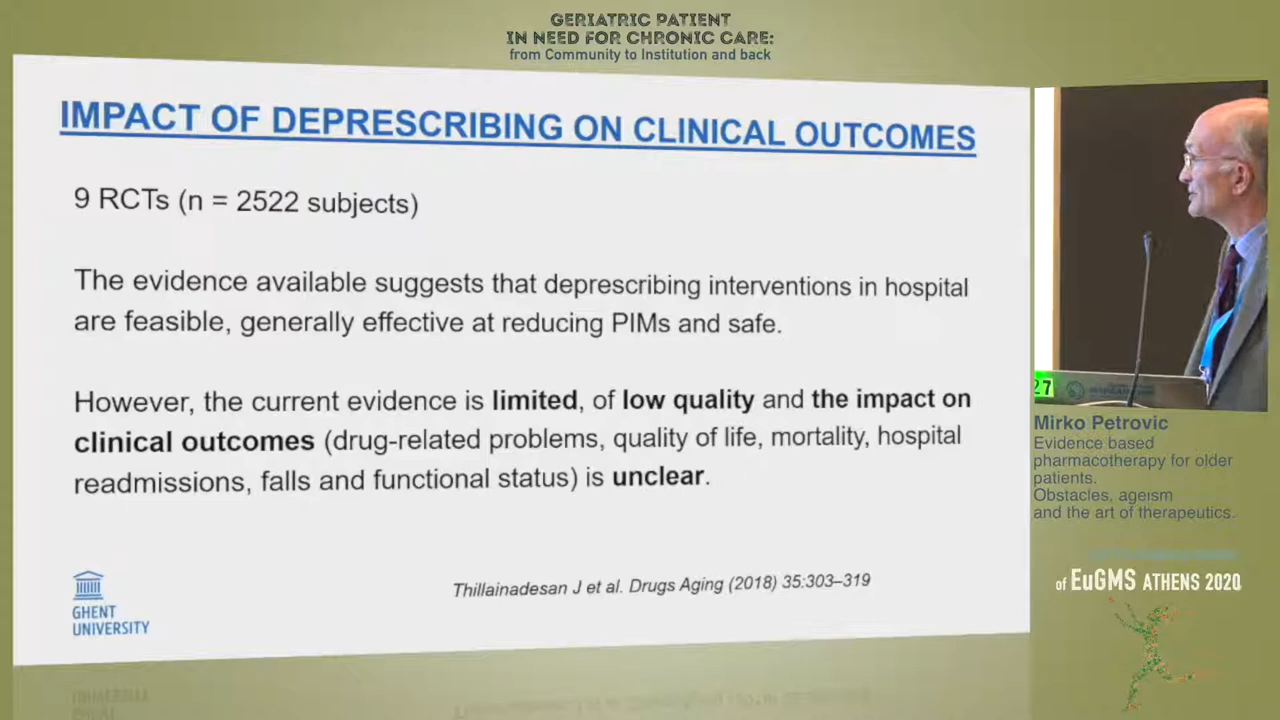 GERIATRIC PATIENT
IN NEED FOR CHRONIC CARE:
from Community to Institution and back
IMPACT OF DEPRESCRIBING ON CLINICAL OUTCOMES
9 RCTs (n = 2522 subjects)
The evidence available suggests that deprescribing interventions in hospital
are feasible, generally effective at reducing PIMs and safe.
However, the current evidence is limited, of low quality and the impact on
clinical outcomes (drug-related problems, quality of life, mortality, hospital
readmissions, falls and functional status) is unclear.
Thillainadesan J et al. Drugs Aging (2018) 35:303–319
GHENT
UNIVERSITY
27
Mirko Petrovic
Evidence based
pharmacotherapy for older
patients.
Obstacles, ageism
and the art of therapeutics.
of EuGMS ATHENS 2020